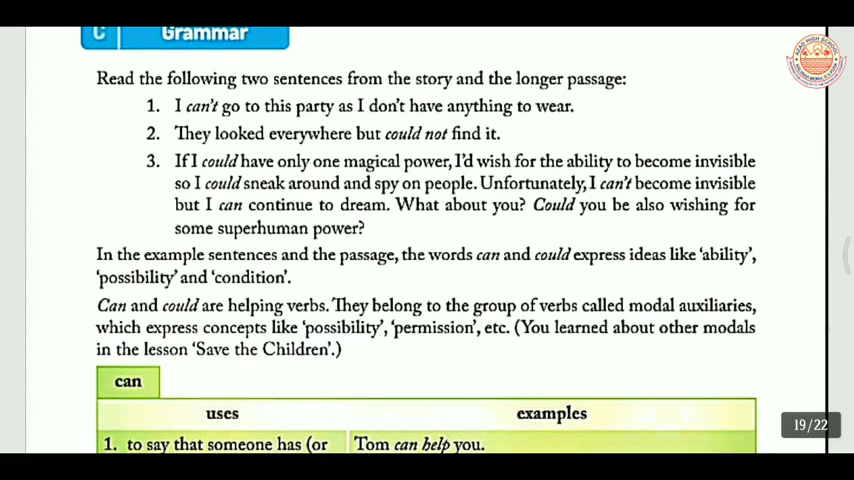 C Grammar
Read the following two sentences from the story and the longer passage:
1. I can't go to this party as I don't have anything to wear.
2. They looked everywhere but could not find it.
3. If I could have only one magical power, I'd wish for the ability to become invisible
so I could sneak around and spy on people. Unfortunately, I can't become invisible
but I can continue to dream. What about you? Could you be also wishing for
some superhuman power?
In the example sentences and the passage, the words can and could express ideas like 'ability',
'possibility' and 'condition'.
Can and could are helping verbs. They belong to the group of verbs called modal auxiliaries,
which express concepts like 'possibility', 'permission', etc. (You learned about other modals
in the lesson 'Save the Children'.)
can
uses examples
1. to say that someone has (or Tom can help you.
19/22
AZAD HIGH SCHOOL